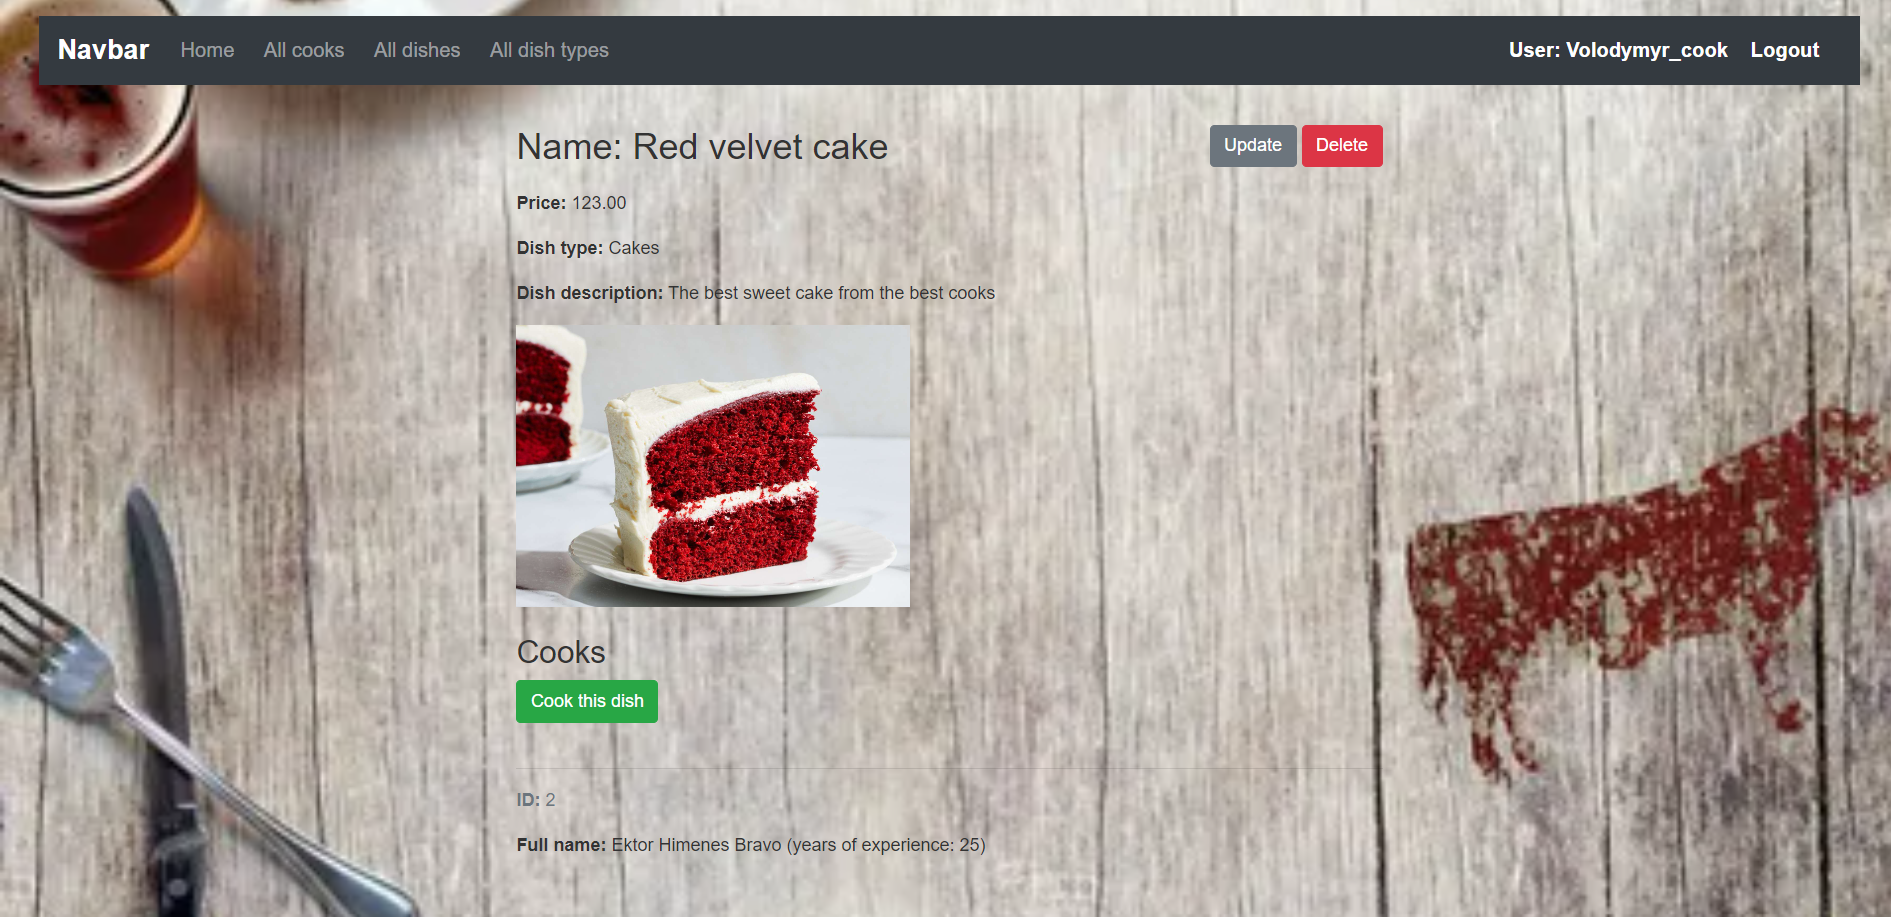 Navbar Home All cooks All dishes All dish types User: Volodymyr_cook Logout
Name: Red velvet cake Update Delete
Price: 123.00
Dish type: Cakes
Dish description: The best sweet cake from the best cooks
Cooks
Cook this dish
ID: 2
Full name: Ektor Himenes Bravo (years of experience: 25)